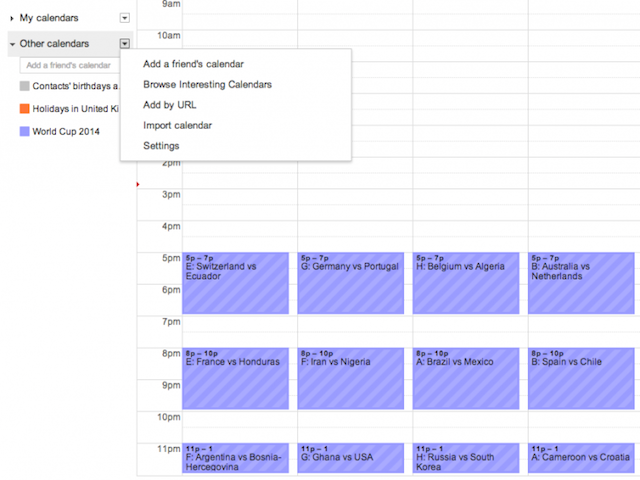 My calendars
Other calendars
Add a friend's calendar
Contacts' birthdays a
Holidays in United Ki
World Cup 2014
Add a friend's calendar
Browse Interesting Calendars
Add by URL
Import calendar
Settings
9am
10am
2pm
3pm
4pm
5pm
6pm
7pm
8pm
9pm
10pm
11pm
5p – 7p
E: Switzerland vs
Ecuador
5p – 7p
G: Germany vs Portugal
5p – 7p
H: Belgium vs Algeria
5p – 7p
B: Australia vs
Netherlands
8p – 10p
E: France vs Honduras
8p – 10p
F: Iran vs Nigeria
8p – 10p
A: Brazil vs Mexico
8p – 10p
B: Spain vs Chile
11p – 1
F: Argentina vs Bosnia-
Hercegovina
11p – 1
G: Ghana vs USA
11p – 1
H: Russia vs South
Korea
11p – 1
A: Cameroon vs Croatia